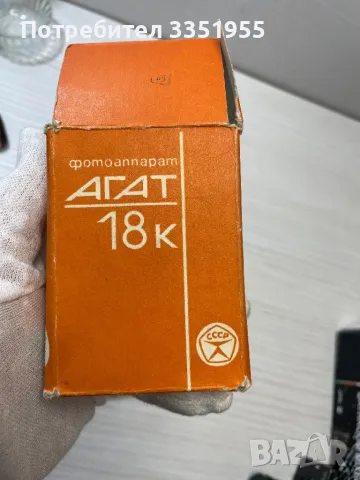 Потребител 3351955
фотоаппарат
АГАТ
18к
СССР
bazar